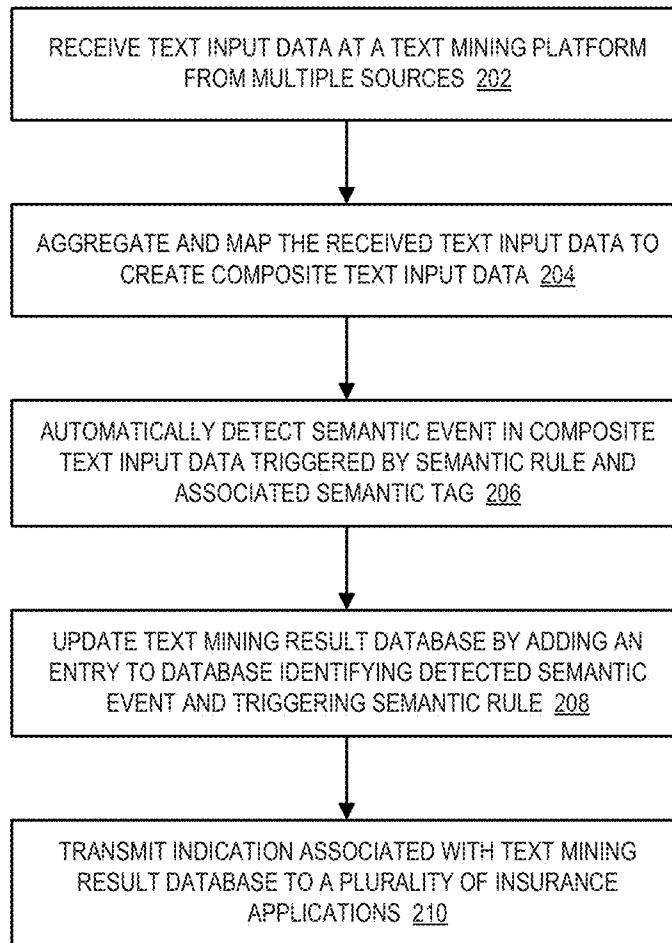 RECEIVE TEXT INPUT DATA AT A TEXT MINING PLATFORM
FROM MULTIPLE SOURCES 202
AGGREGATE AND MAP THE RECEIVED TEXT INPUT DATA TO
CREATE COMPOSITE TEXT INPUT DATA 204
AUTOMATICALLY DETECT SEMANTIC EVENT IN COMPOSITE
TEXT INPUT DATA TRIGGERED BY SEMANTIC RULE AND
ASSOCIATED SEMANTIC TAG 206
UPDATE TEXT MINING RESULT DATABASE BY ADDING AN
ENTRY TO DATABASE IDENTIFYING DETECTED SEMANTIC
EVENT AND TRIGGERING SEMANTIC RULE 208
TRANSMIT INDICATION ASSOCIATED WITH TEXT MINING
RESULT DATABASE TO A PLURALITY OF INSURANCE
APPLICATIONS 210